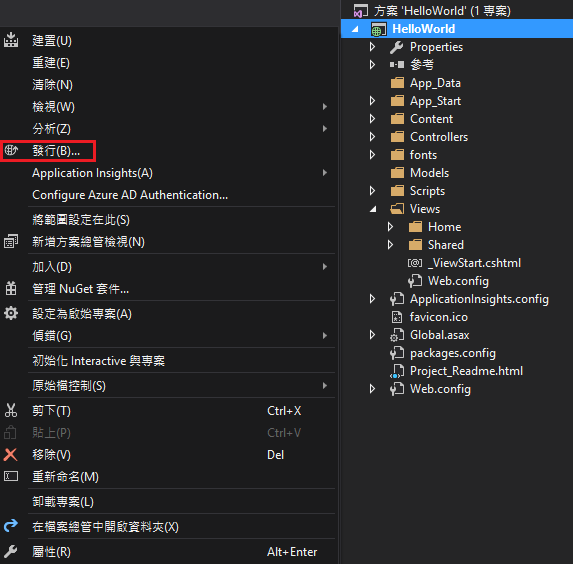 建置(U)
重建(E)
清除(N)
檢視(W)
分析(Z)
發行(B)...
Application Insights(A)
Configure Azure AD Authentication...
將範圍設定在此(S)
新增方案總管檢視(N)
加入(D)
管理 NuGet 套件...
設定為啟始專案(A)
偵錯(G)
初始化 Interactive 與專案
原始檔控制(S)
剪下(T) Ctrl+X
貼上(P) Ctrl+V
移除(V) Del
重新命名(M)
卸載專案(L)
在檔案總管中開啟資料夾(X)
屬性(R) Alt+Enter
方案 'HelloWorld' (1 專案)
HelloWorld
Properties
參考
App_Data
App_Start
Content
Controllers
fonts
Models
Scripts
Views
Home
Shared
_ViewStart.cshtml
Web.config
ApplicationInsights.config
favicon.ico
Global.asax
packages.config
Project_Readme.html
Web.config